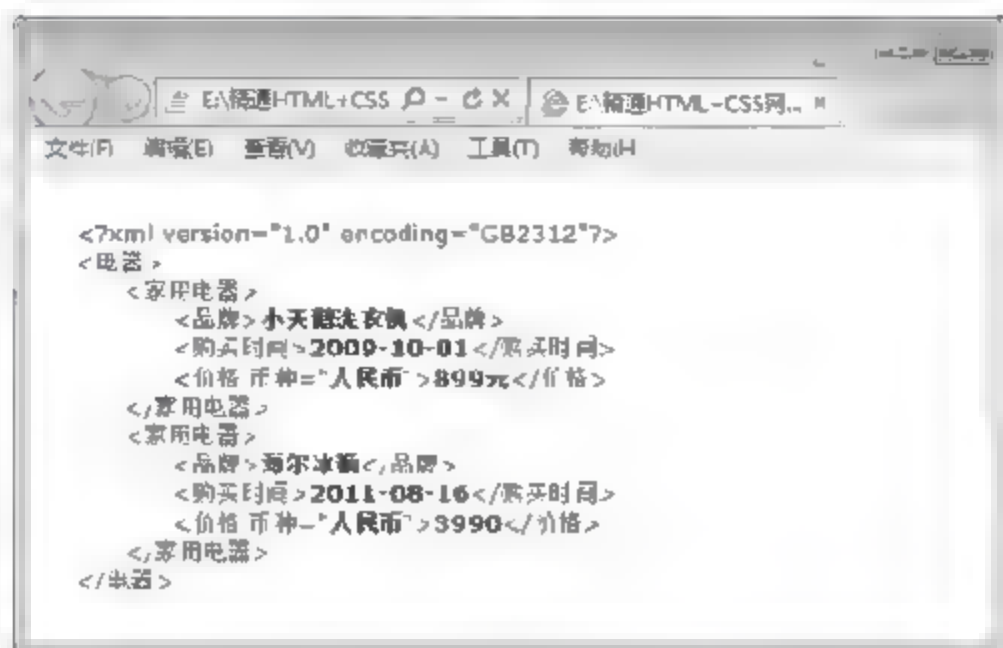 E:\精通HTML+CSS
E:\精通HTML-CSS网...
文件(F) 编辑(E) 查看(V) 收藏夹(A) 工具(T) 帮助(H
<?xml version="1.0" encoding="GB2312"?>
<电器>
<家用电器>
<品牌>小天鹅洗衣机</品牌>
<购买时间>2009-10-01</购买时间>
<价格 币种="人民币">899元</价格>
</家用电器>
<家用电器>
<品牌>海尔冰箱</品牌>
<购买时间>2011-08-16</购买时间>
<价格 币种="人民币">3990</价格>
</家用电器>
</电器>